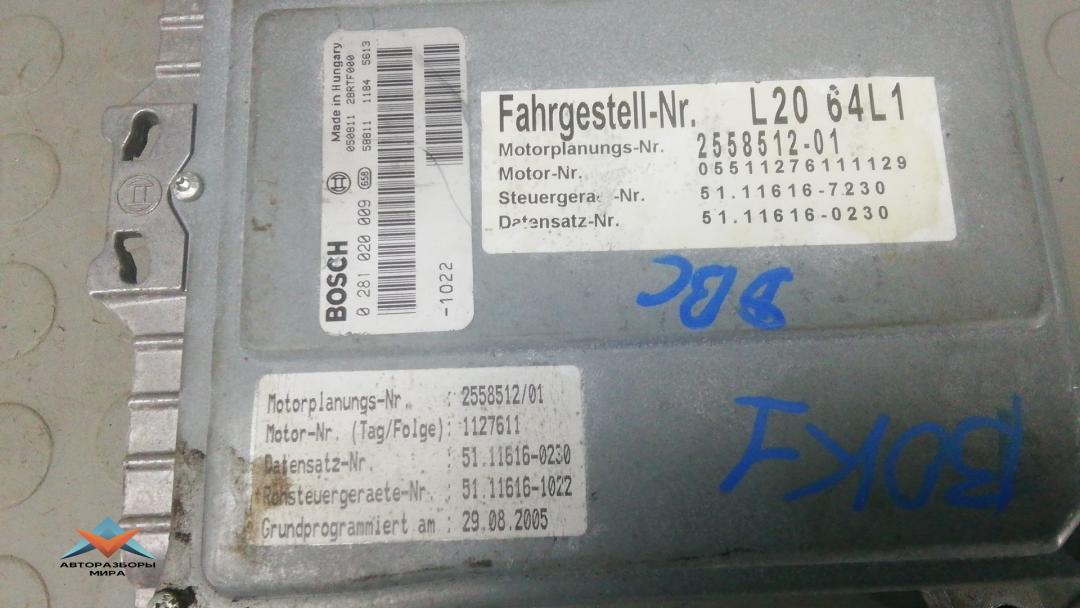 Made in Hungary
050811 28RTF000
58811 1184 5613
BOSCH
0 281 020 009 658
-1022
Fahrgestell-Nr. L20 64L1
Motorplanungs-Nr. 2558512-01
Motor-Nr. 05511276111129
Steuergerae -Nr. 51.11616-7230
Datensatz-Nr. 51.11616-0230
Motorplanungs-Nr. : 2558512/01
Motor-Nr. (Tag/Folge): 1127611
Datensatz-Nr. : 51.11616-0230
Rohsteuergeraete-Nr. : 51.11616-1022
Grundprogrammiert am : 29.08.2005
АВТОРАЗБОРЫ
МИРА